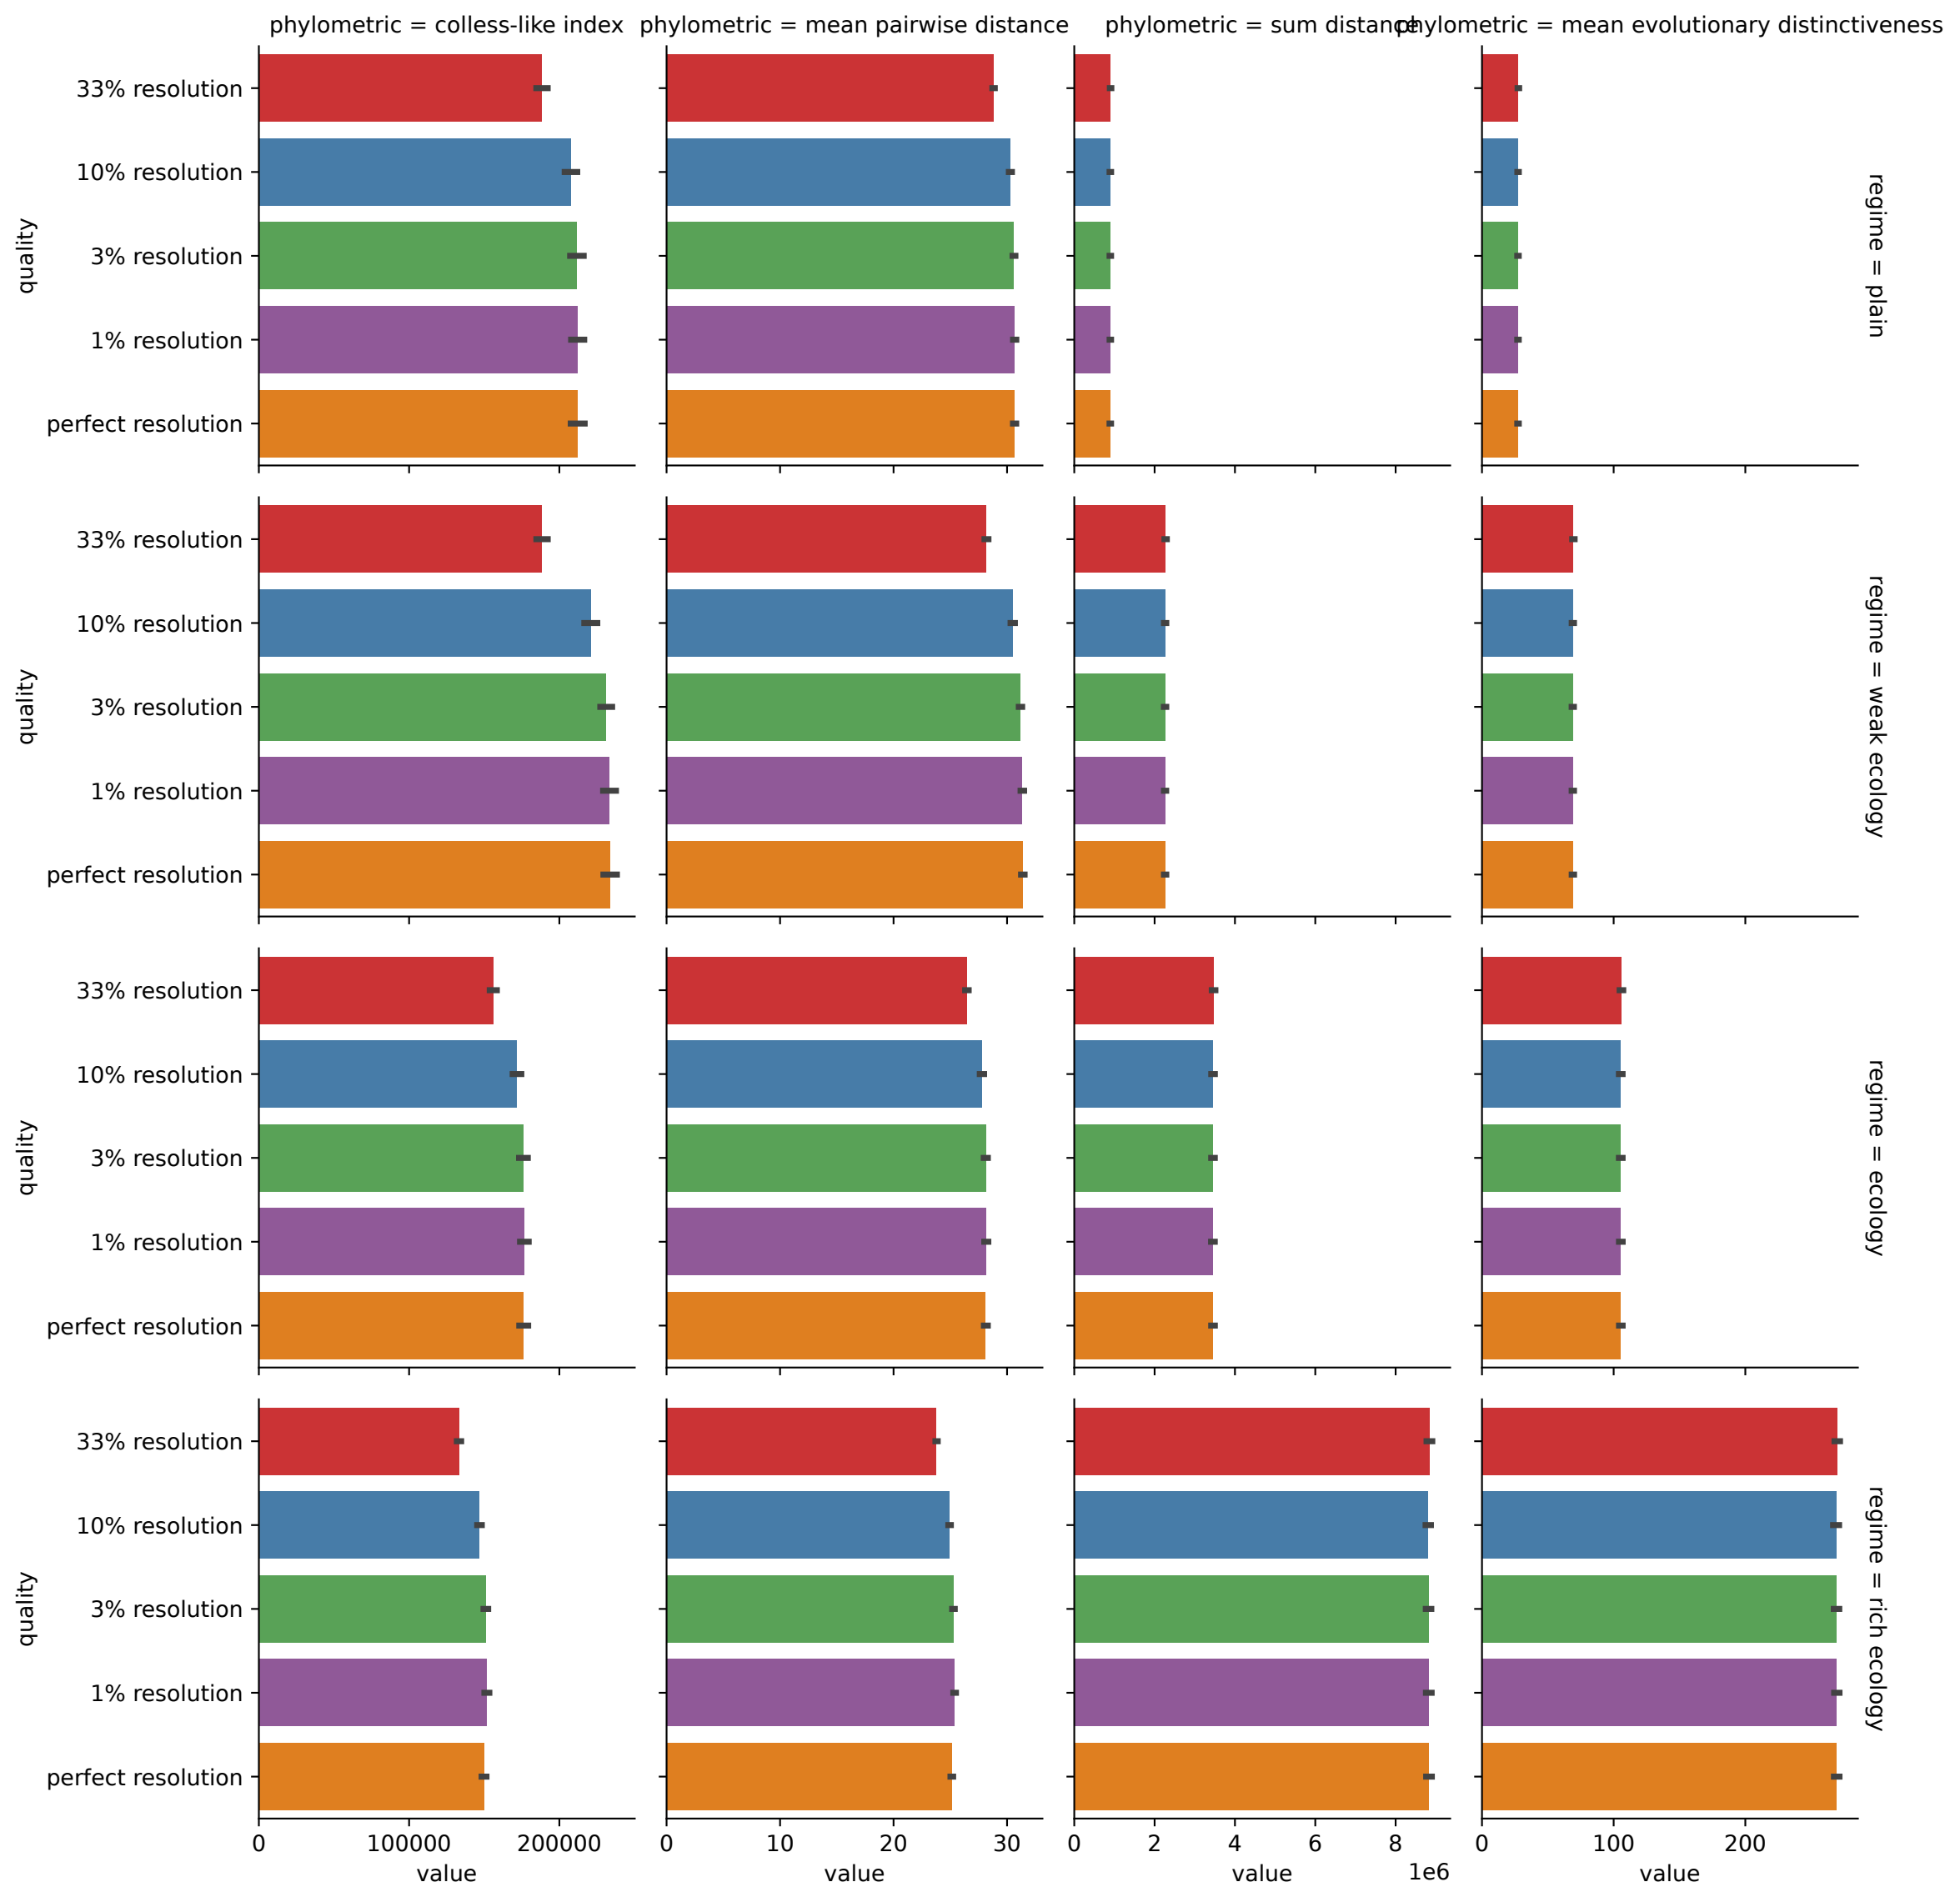 phylometric = colless-like index
phylometric = mean pairwise distance
phylometric = sum distance
phylometric = mean evolutionary distinctiveness
quality
33% resolution
10% resolution
3% resolution
1% resolution
perfect resolution
regime = plain
quality
33% resolution
10% resolution
3% resolution
1% resolution
perfect resolution
regime = weak ecology
quality
33% resolution
10% resolution
3% resolution
1% resolution
perfect resolution
regime = ecology
quality
33% resolution
10% resolution
3% resolution
1% resolution
perfect resolution
regime = rich ecology
0 100000 200000
value
0 10 20 30
value
0 2 4 6 8
1e6
value
0 100 200
value